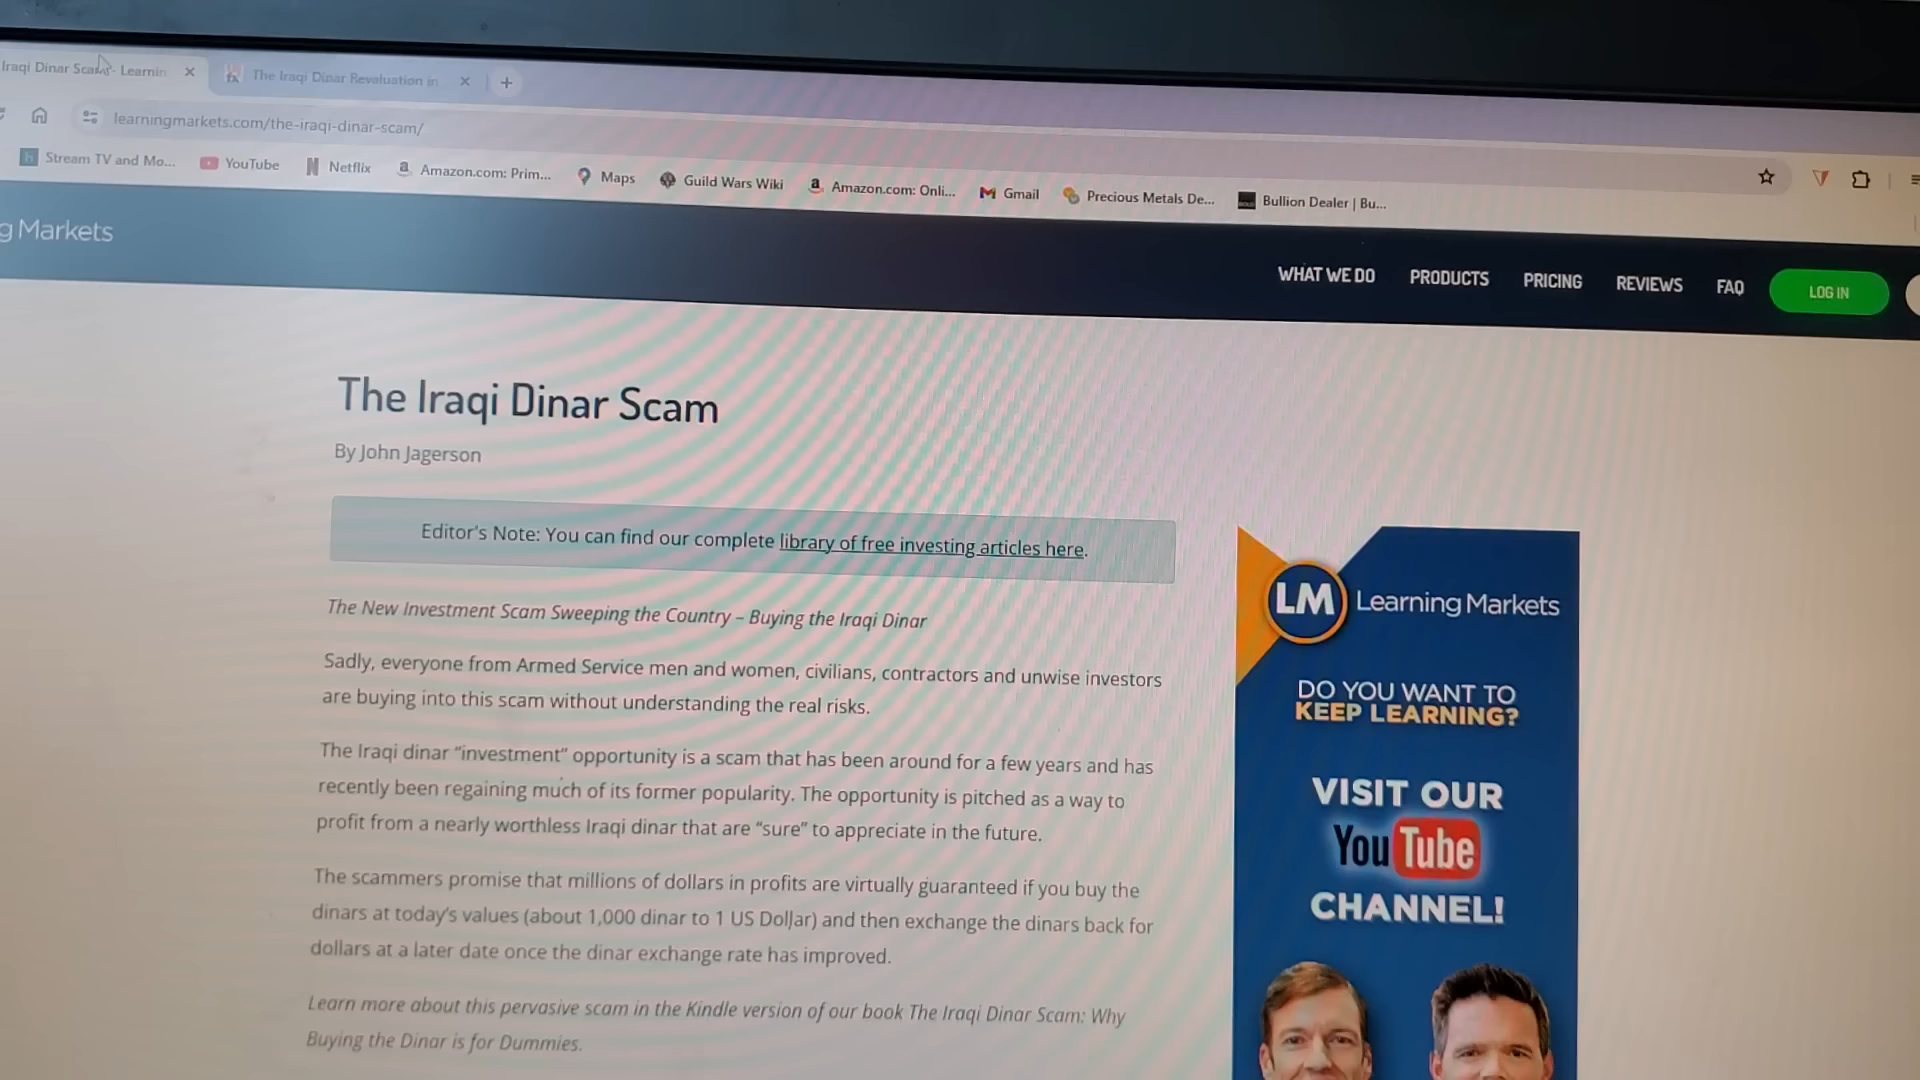 Iraqi Dinar Scam - Learnin
The Iraqi Dinar Revaluation in
learningmarkets.com/the-iraqi-dinar-scam/
Stream TV and Mo... YouTube Netflix Amazon.com: Prim... Maps Guild Wars Wiki Amazon.com: Onli... Gmail Precious Metals De... Bullion Dealer | Bu...
g Markets
WHAT WE DO PRODUCTS PRICING REVIEWS FAQ LOG IN
The Iraqi Dinar Scam
By John Jagerson
Editor's Note: You can find our complete library of free investing articles here.
The New Investment Scam Sweeping the Country – Buying the Iraqi Dinar
Sadly, everyone from Armed Service men and women, civilians, contractors and unwise investors
are buying into this scam without understanding the real risks.
The Iraqi dinar “investment” opportunity is a scam that has been around for a few years and has
recently been regaining much of its former popularity. The opportunity is pitched as a way to
profit from a nearly worthless Iraqi dinar that are “sure” to appreciate in the future.
The scammers promise that millions of dollars in profits are virtually guaranteed if you buy the
dinars at today's values (about 1,000 dinar to 1 US Dollar) and then exchange the dinars back for
dollars at a later date once the dinar exchange rate has improved.
Learn more about this pervasive scam in the Kindle version of our book The Iraqi Dinar Scam: Why
Buying the Dinar is for Dummies.
LM Learning Markets
DO YOU WANT TO
KEEP LEARNING?
VISIT OUR
YouTube
CHANNEL!